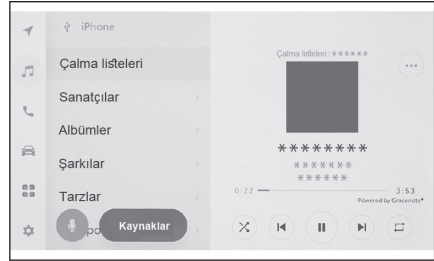 iPhone
Çalma listeleri
Sanatçılar
Albümler
Şarkılar
Tarzlar
Kaynaklar
Çalma listeleri : ******
********
*******
******
0:22
3:53
Powered by Gracenote®